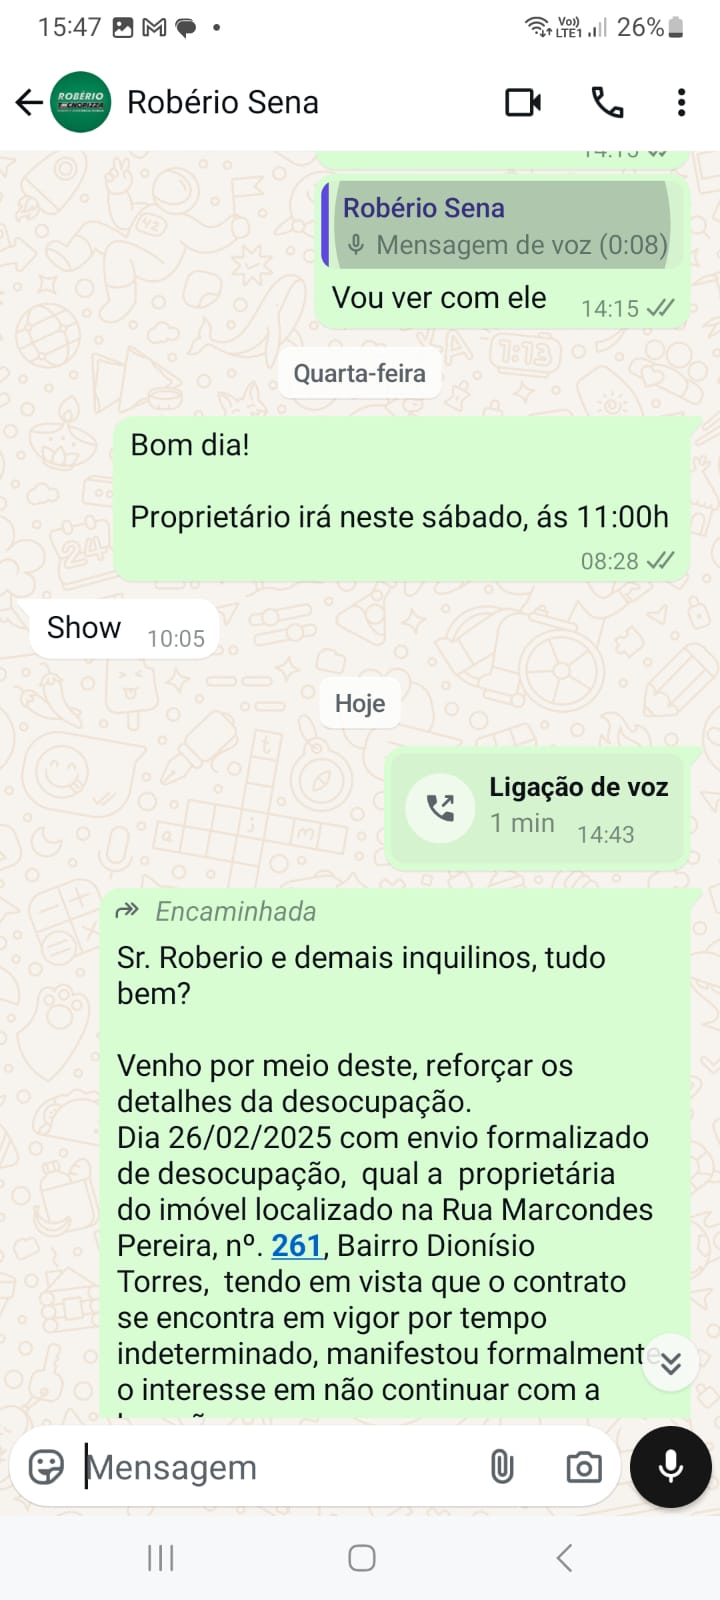 15:47
Vo))
LTE1
26%
ROBÉRIO
Robério Sena
Robério Sena
Mensagem de voz (0:08)
Vou ver com ele 14:15
Quarta-feira
Bom dia!
Proprietário irá neste sábado, ás 11:00h
08:28
Show 10:05
Hoje
Ligação de voz
1 min 14:43
Encaminhada
Sr. Roberio e demais inquilinos, tudo
bem?
Venho por meio deste, reforçar os
detalhes da desocupação.
Dia 26/02/2025 com envio formalizado
de desocupação, qual a proprietária
do imóvel localizado na Rua Marcondes
Pereira, nº. 261, Bairro Dionísio
Torres, tendo em vista que o contrato
se encontra em vigor por tempo
indeterminado, manifestou formalmente
o interesse em não continuar com a
Mensagem